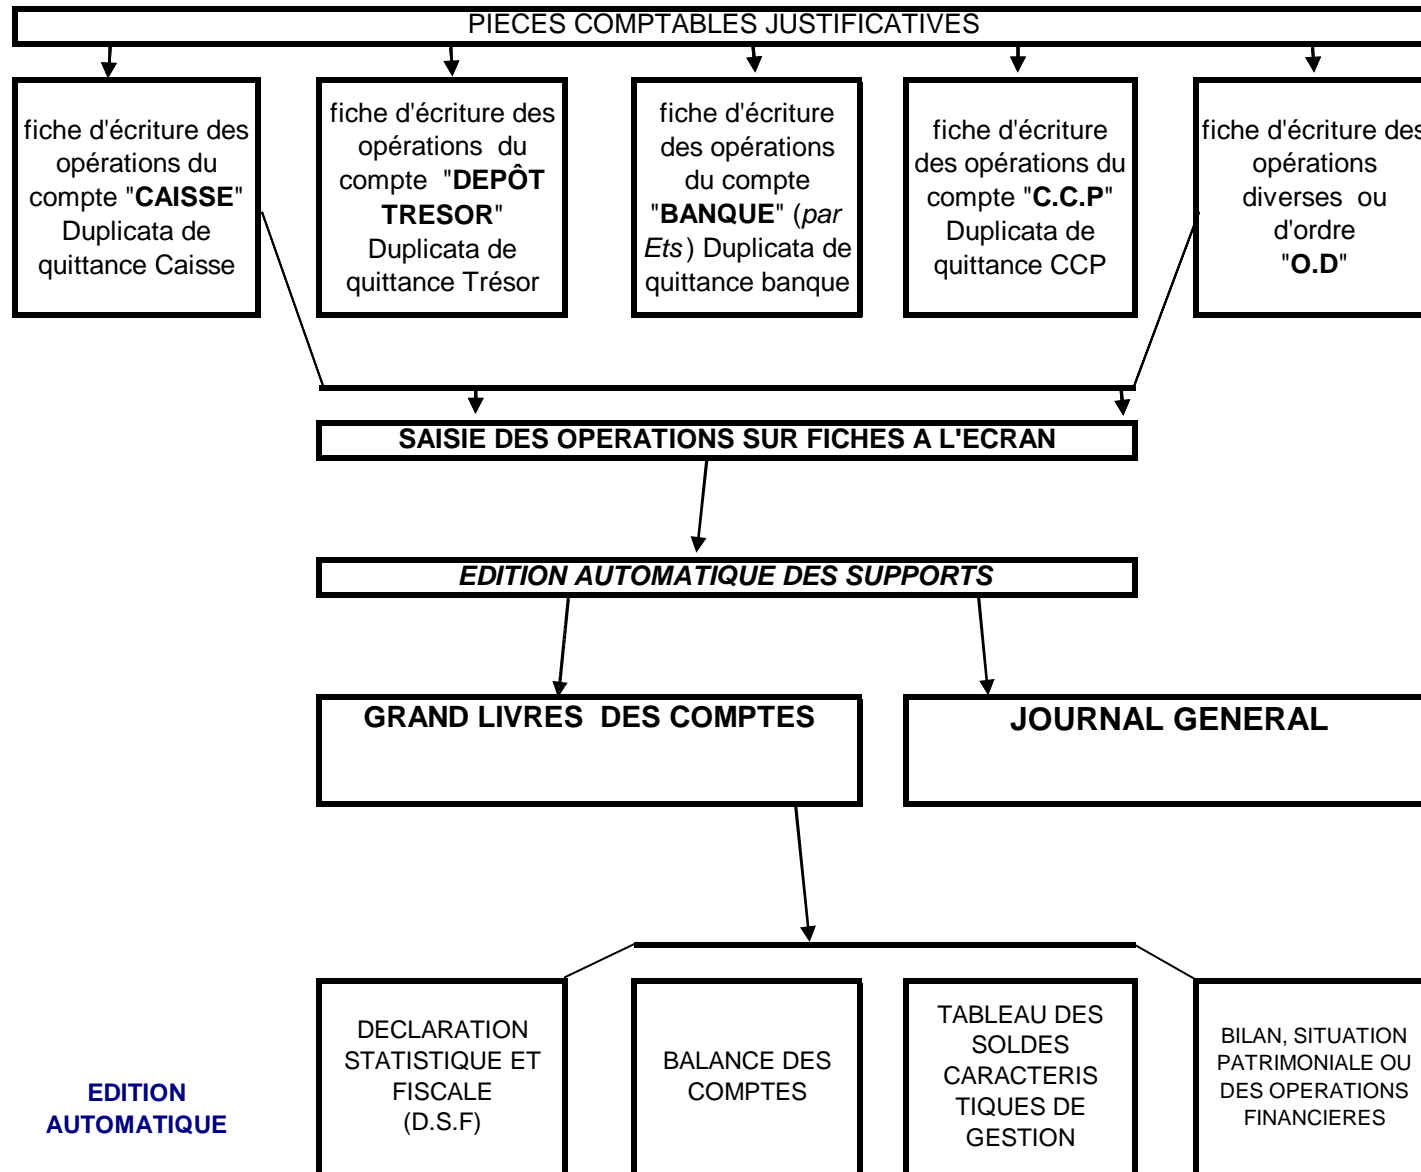 PIECES COMPTABLES JUSTIFICATIVES
fiche d'écriture des
opérations du
compte "CAISSE"
Duplicata de
quittance Caisse
fiche d'écriture des
opérations du
compte "DEPÔT
TRESOR"
Duplicata de
quittance Trésor
fiche d'écriture
des opérations
du compte
"BANQUE" (par
Ets) Duplicata de
quittance banque
fiche d'écriture
des opérations du
compte "C.C.P"
Duplicata de
quittance CCP
fiche d'écriture des
opérations
diverses ou
d'ordre
"O.D"
SAISIE DES OPERATIONS SUR FICHES A L'ECRAN
EDITION AUTOMATIQUE DES SUPPORTS
GRAND LIVRES DES COMPTES
JOURNAL GENERAL
EDITION
AUTOMATIQUE
DECLARATION
STATISTIQUE ET
FISCALE
(D.S.F)
BALANCE DES
COMPTES
TABLEAU DES
SOLDES
CARACTERIS
TIQUES DE
GESTION
BILAN, SITUATION
PATRIMONIALE OU
DES OPERATIONS
FINANCIERES